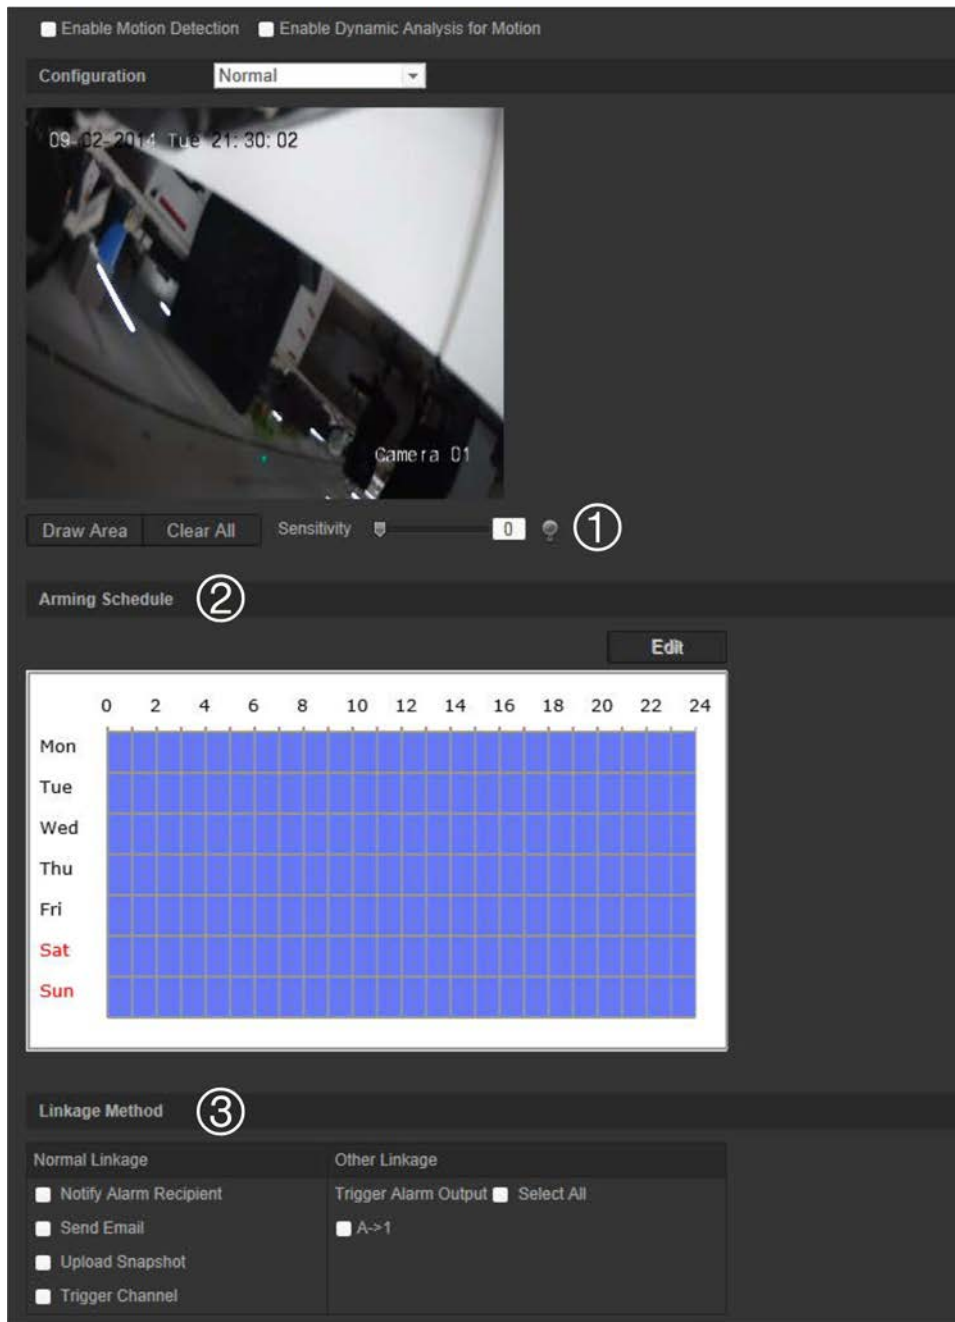 Enable Motion Detection Enable Dynamic Analysis for Motion
Configuration Normal
09-02-2014 Tue 21:30:02
Camera 01
Draw Area Clear All Sensitivity 0 ①
Arming Schedule ②
Edit
0 2 4 6 8 10 12 14 16 18 20 22 24
Mon
Tue
Wed
Thu
Fri
Sat
Sun
Linkage Method ③
Normal Linkage Other Linkage
Notify Alarm Recipient Trigger Alarm Output Select All
Send Email A->1
Upload Snapshot
Trigger Channel